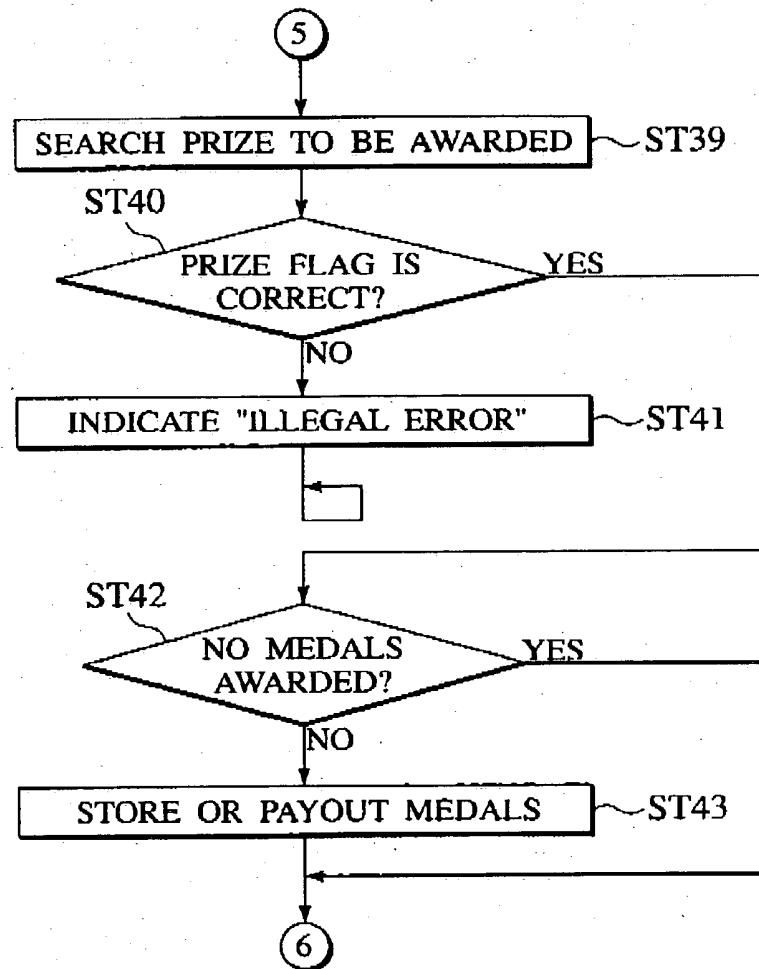 5
SEARCH PRIZE TO BE AWARDED
ST39
ST40
PRIZE FLAG IS
CORRECT?
YES
NO
INDICATE "ILLEGAL ERROR"
ST41
ST42
NO MEDALS
AWARDED?
YES
NO
STORE OR PAYOUT MEDALS
ST43
6